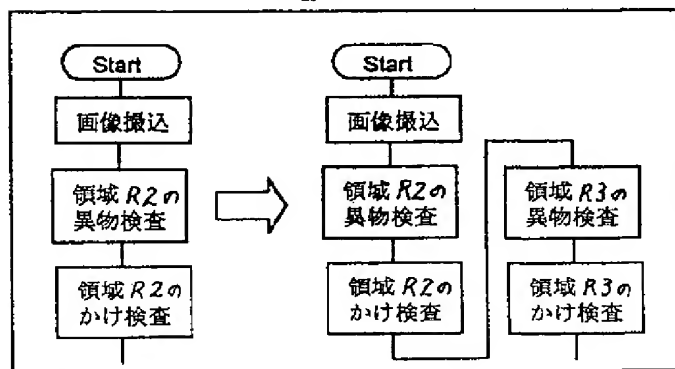 Start
画像撮込
領域R2の
異物検査
領域R2の
かけ検査
Start
画像撮込
領域R2の
異物検査
領域R2の
かけ検査
領域R3の
異物検査
領域R3の
かけ検査